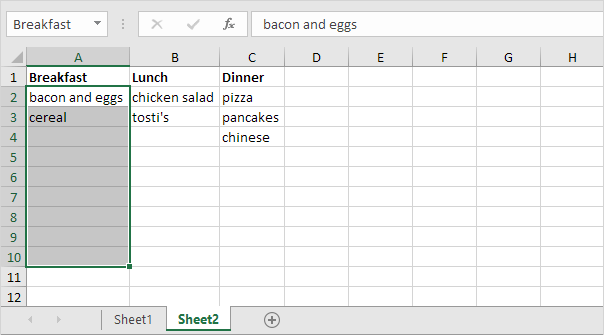 Breakfast fx bacon and eggs
A B C D E F G H
1 Breakfast Lunch Dinner
2 bacon and eggs chicken salad pizza
3 cereal tosti's pancakes
4 chinese
5
6
7
8
9
10
11
12
Sheet1 Sheet2